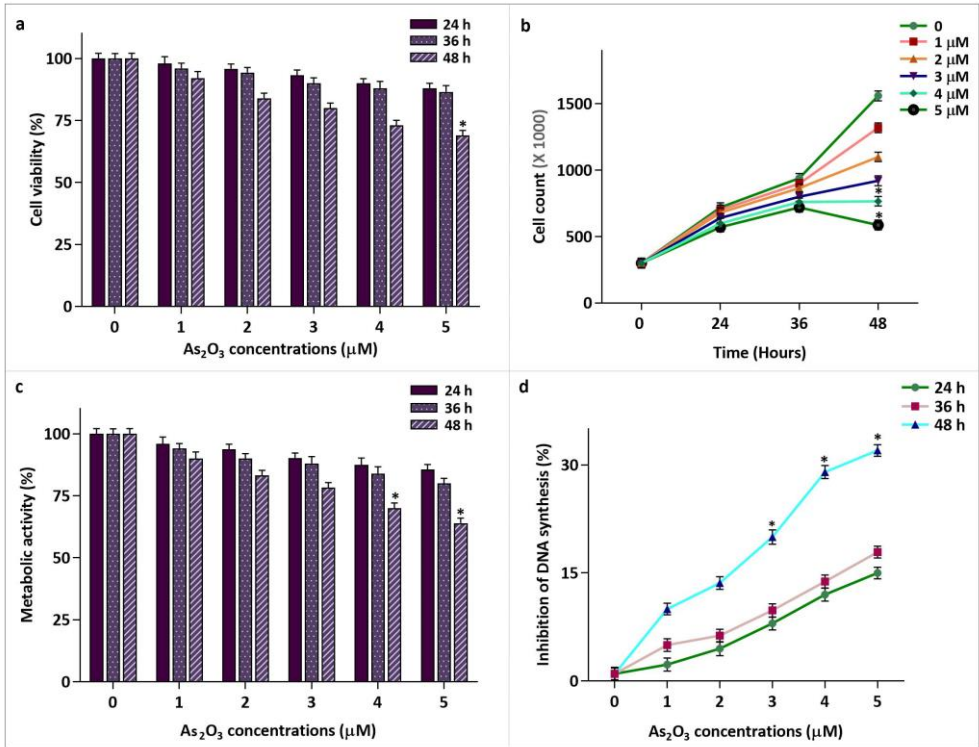 a
24 h
36 h
48 h
100
75
50
25
0
Cell viability (%)
*
0 1 2 3 4 5
As₂O₃ concentrations (µM)
b
0
1 µM
2 µM
3 µM
4 µM
5 µM
1500
1000
500
0
Cell count (X 1000)
*
*
0 24 36 48
Time (Hours)
c
24 h
36 h
48 h
100
75
50
25
0
Metabolic activity (%)
* *
0 1 2 3 4 5
As₂O₃ concentrations (µM)
d
24 h
36 h
48 h
30
15
0
Inhibition of DNA synthesis (%)
* * *
0 1 2 3 4 5
As₂O₃ concentrations (µM)